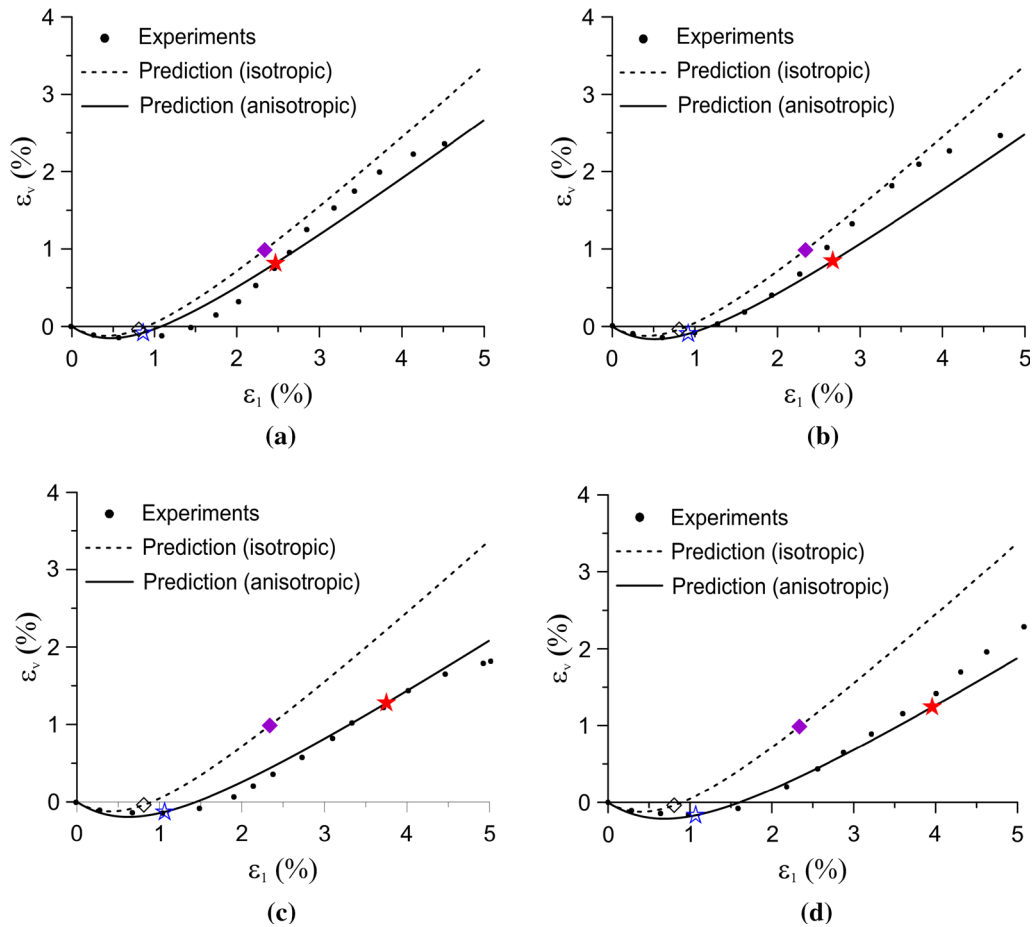 4
3
2
1
0
εᵥ (%)
Experiments
Prediction (isotropic)
Prediction (anisotropic)
0 1 2 3 4 5
ε₁ (%)
(a)
4
3
2
1
0
εᵥ (%)
Experiments
Prediction (isotropic)
Prediction (anisotropic)
0 1 2 3 4 5
ε₁ (%)
(b)
4
3
2
1
0
εᵥ (%)
Experiments
Prediction (isotropic)
Prediction (anisotropic)
0 1 2 3 4 5
ε₁ (%)
(c)
4
3
2
1
0
εᵥ (%)
Experiments
Prediction (isotropic)
Prediction (anisotropic)
0 1 2 3 4 5
ε₁ (%)
(d)